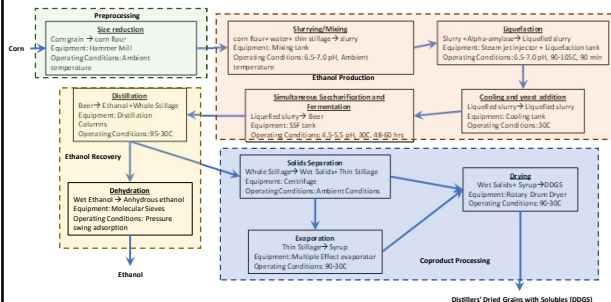 Preprocessing
Size reduction
Corn grain → corn flour
Equipment: Hammer Mill
Operating Conditions: Ambient
temperature
Corn
Slurrying/Mixing
corn flour+ water+ thin stillage → slurry
Equipment: Mixing tank
Operating Conditions: 6.5-7.0 pH, Ambient
temperature
Liquefaction
Slurry +Alpha-amylase→ Liquefied slurry
Equipment: Steam jet injector + Liquefaction tank
Operating Conditions: 6.5-7.0 pH, 90-105C, 90 min
Ethanol Production
Distillation
Beer→ Ethanol+Whole Stillage
Equipment: Distillation
Columns
Operating Conditions: 95-30C
Simultaneous Saccharification and
Fermentation
Liquefied slurry → Beer
Equipment: SSF tank
Operating Conditions: 4.5-5.5 pH, 30C, 48-60 hrs
Cooling and yeast addition
Liquefied slurry→ Liquefied slurry
Equipment: Cooling tank
Operating Conditions: 30C
Ethanol Recovery
Dehydration
Wet Ethanol→ Anhydrous ethanol
Equipment: Molecular Sieves
Operating Conditions: Pressure
swing adsorption
Solids Separation
Whole Stillage→ Wet Solids+ Thin Stillage
Equipment: Centrifuge
Operating Conditions: Ambient Conditions
Drying
Wet Solids+ Syrup→DDGS
Equipment: Rotary Drum Dryer
Operating Conditions: 90-30C
Evaporation
Thin Stillage→ Syrup
Equipment: Multiple Effect evaporator
Operating Conditions: 90-30C
Coproduct Processing
Ethanol
Distillers' Dried Grains with Solubles (DDGS)